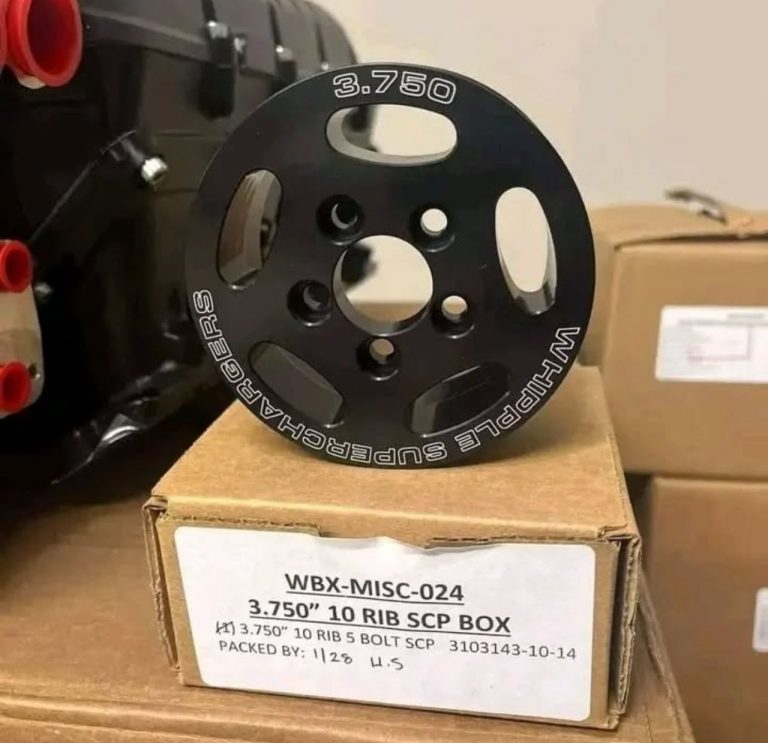 3.750
WHIPPLE SUPERCHARGERS
WBX-MISC-024
3.750” 10 RIB SCP BOX
(1) 3.750” 10 RIB 5 BOLT SCP 3103143-10-14
PACKED BY: 1/28 H.S